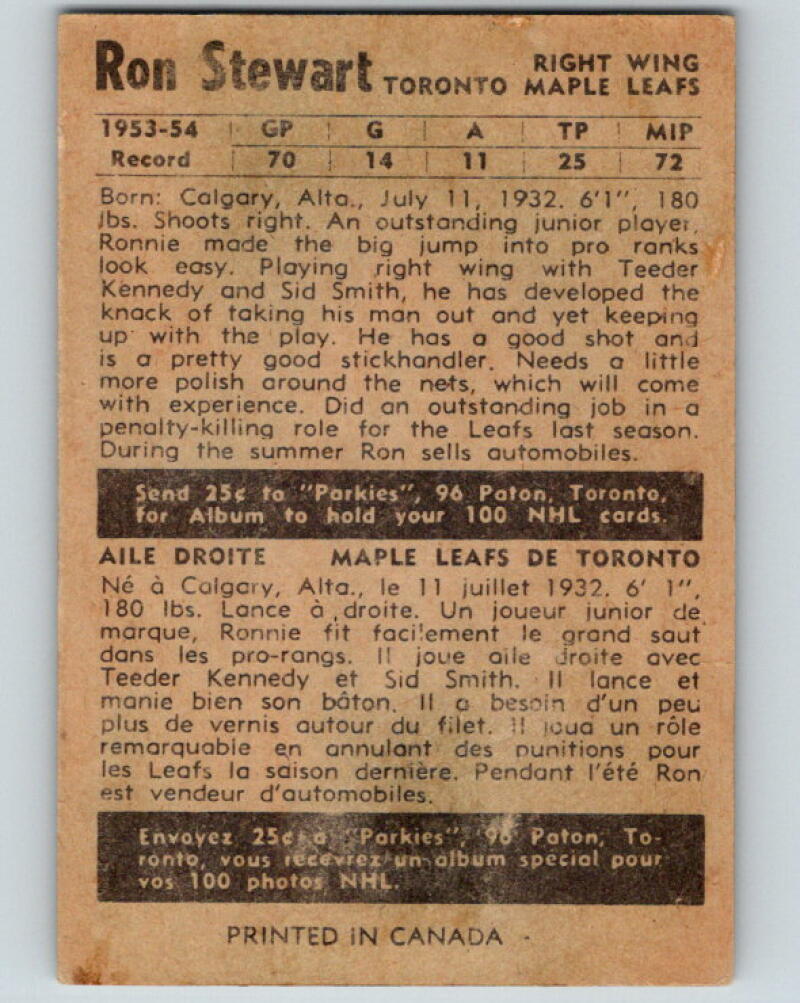 Ron Stewart TORONTO RIGHT WING MAPLE LEAFS
1953-54 GP G A TP MIP
Record 70 14 11 25 72
Born: Calgary, Alta., July 11, 1932. 6'1", 180
lbs. Shoots right. An outstanding junior player,
Ronnie made the big jump into pro ranks
look easy. Playing right wing with Teeder
Kennedy and Sid Smith, he has developed the
knack of taking his man out and yet keeping
up with the play. He has a good shot and
is a pretty good stickhandler. Needs a little
more polish around the nets, which will come
with experience. Did an outstanding job in a
penalty-killing role for the Leafs last season.
During the summer Ron sells automobiles.
Send 25¢ to "Parkies", 96 Paton, Toronto,
for Album to hold your 100 NHL cards.
AILE DROITE MAPLE LEAFS DE TORONTO
Né à Calgary, Alta., le 11 juillet 1932. 6' 1",
180 lbs. Lance à droite. Un joueur junior de
marque, Ronnie fit facilement le grand saut
dans les pro-rangs. Il joue aile droite avec
Teeder Kennedy et Sid Smith. Il lance et
manie bien son bâton. Il a besoin d'un peu
plus de vernis autour du filet. Il joua un rôle
remarquable en annulant des punitions pour
les Leafs la saison dernière. Pendant l'été Ron
est vendeur d'automobiles.
Envoyez 25¢ à "Parkies", 96 Paton, To-
ronto, vous recevrez un album special pour
vos 100 photos NHL.
PRINTED IN CANADA